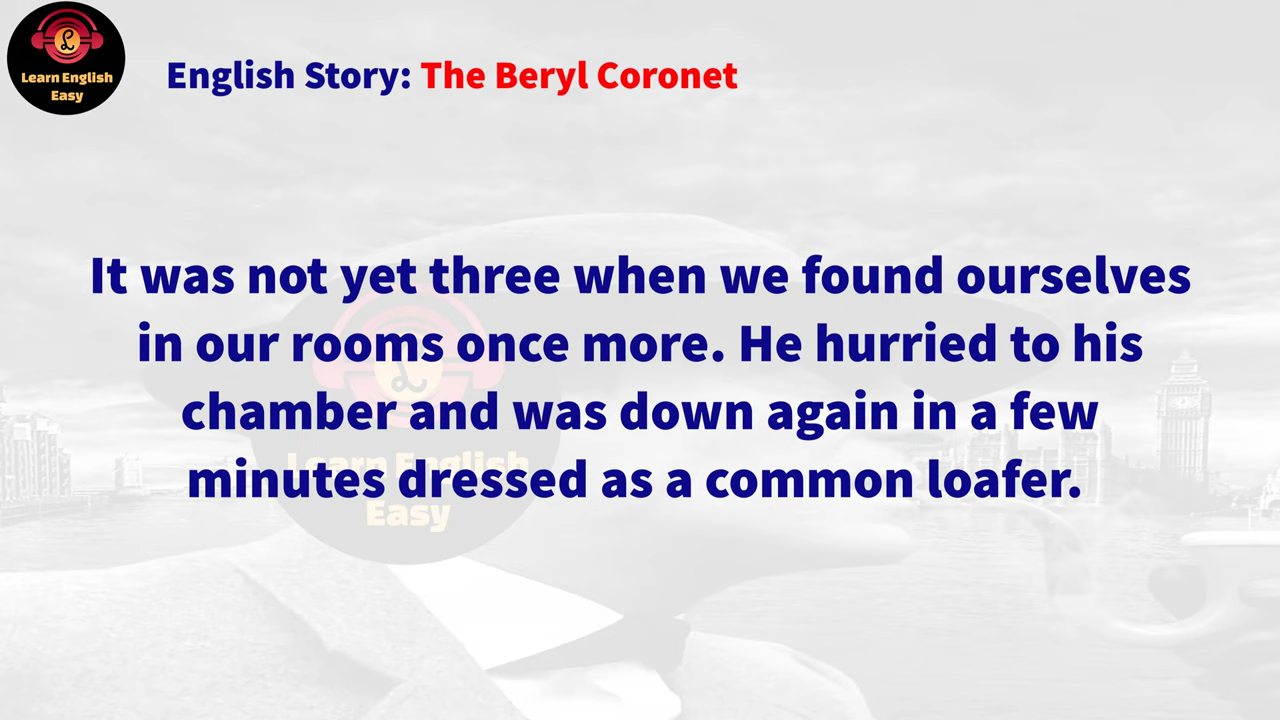 Learn English
Easy
English Story: The Beryl Coronet
It was not yet three when we found ourselves
in our rooms once more. He hurried to his
chamber and was down again in a few
minutes dressed as a common loafer.
Learn English
Easy